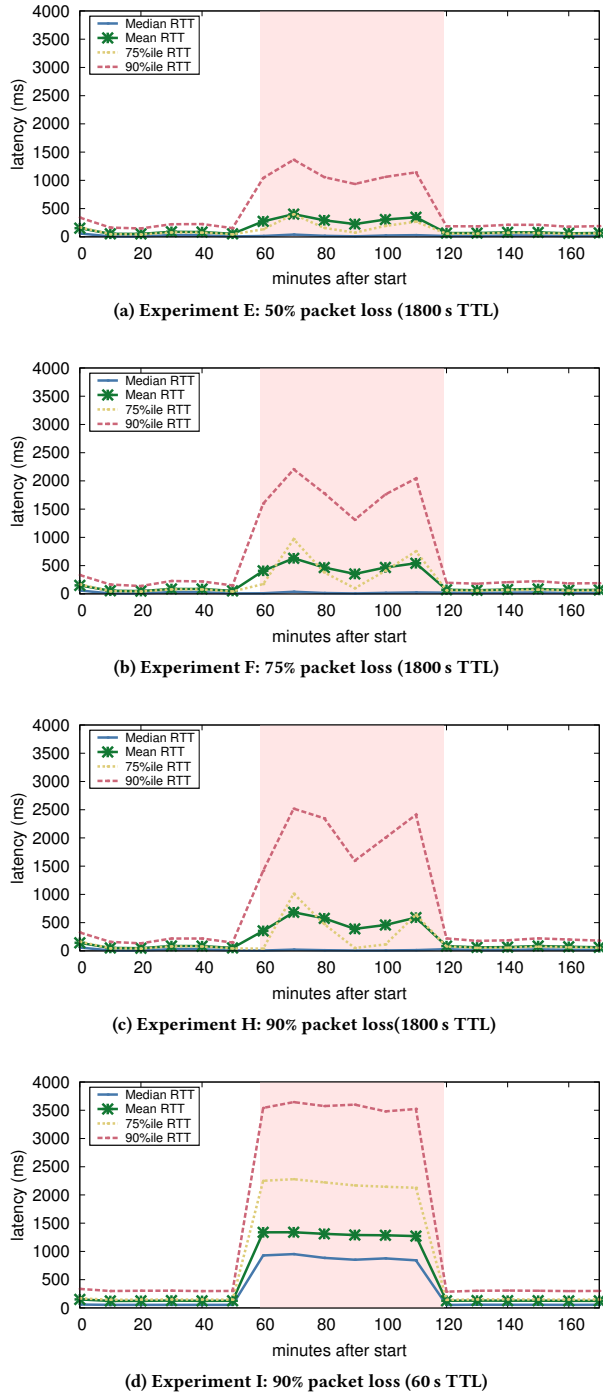 4000
3500
3000
2500
2000
1500
1000
500
0
latency (ms)
Median RTT
Mean RTT
75%ile RTT
90%ile RTT
0 20 40 60 80 100 120 140 160
minutes after start
(a) Experiment E: 50% packet loss (1800 s TTL)
4000
3500
3000
2500
2000
1500
1000
500
0
latency (ms)
Median RTT
Mean RTT
75%ile RTT
90%ile RTT
0 20 40 60 80 100 120 140 160
minutes after start
(b) Experiment F: 75% packet loss (1800 s TTL)
4000
3500
3000
2500
2000
1500
1000
500
0
latency (ms)
Median RTT
Mean RTT
75%ile RTT
90%ile RTT
0 20 40 60 80 100 120 140 160
minutes after start
(c) Experiment H: 90% packet loss(1800 s TTL)
4000
3500
3000
2500
2000
1500
1000
500
0
latency (ms)
Median RTT
Mean RTT
75%ile RTT
90%ile RTT
0 20 40 60 80 100 120 140 160
minutes after start
(d) Experiment I: 90% packet loss (60 s TTL)